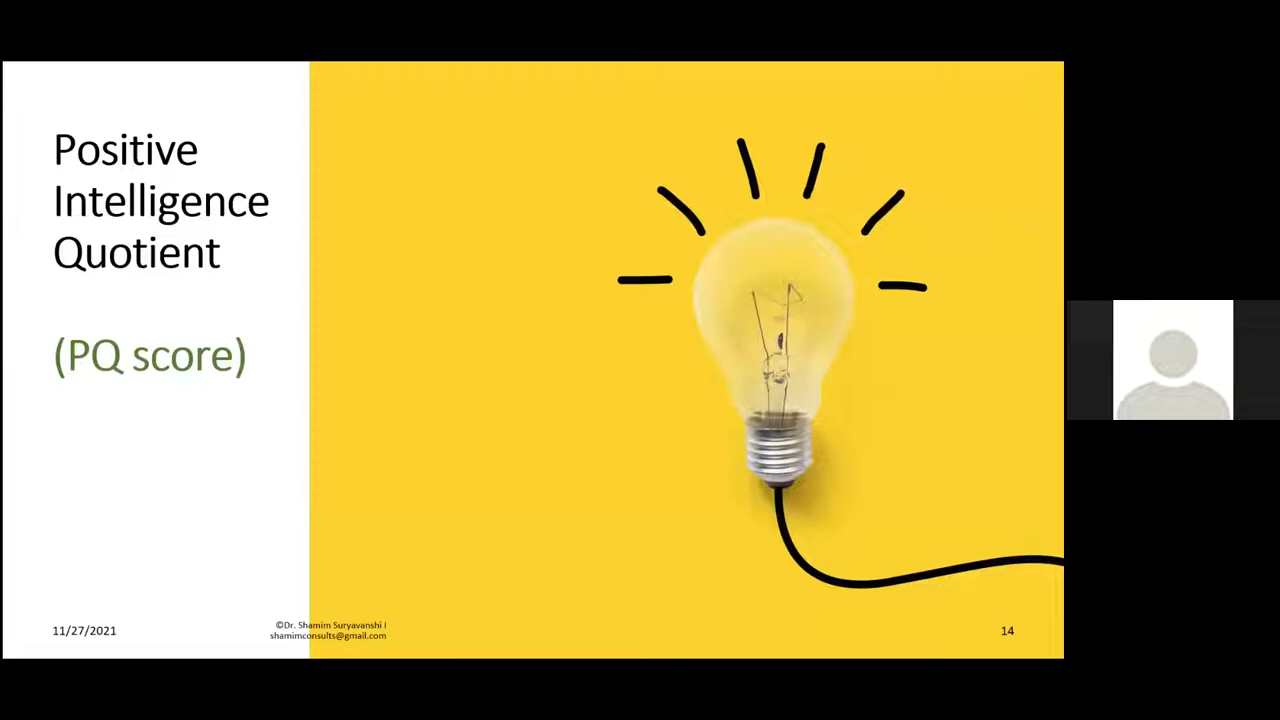 Positive
Intelligence
Quotient
(PQ score)
11/27/2021
©Dr. Shamim Suryavanshi I
shamimconsults@gmail.com
14